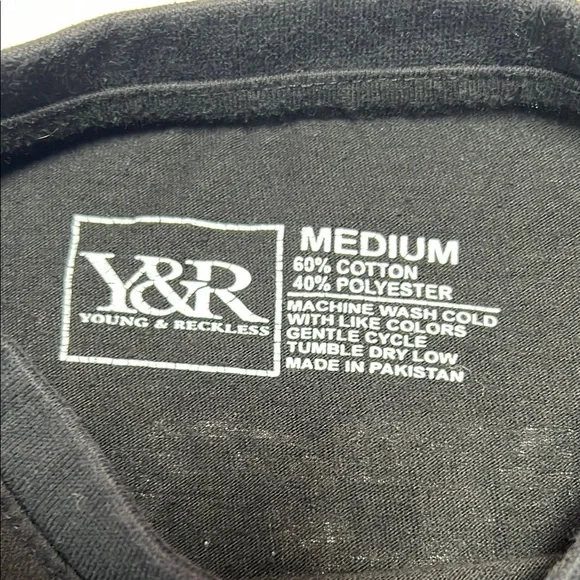 Y&R
YOUNG & RECKLESS
MEDIUM
60% COTTON
40% POLYESTER
MACHINE WASH COLD
WITH LIKE COLORS
GENTLE CYCLE
TUMBLE DRY LOW
MADE IN PAKISTAN